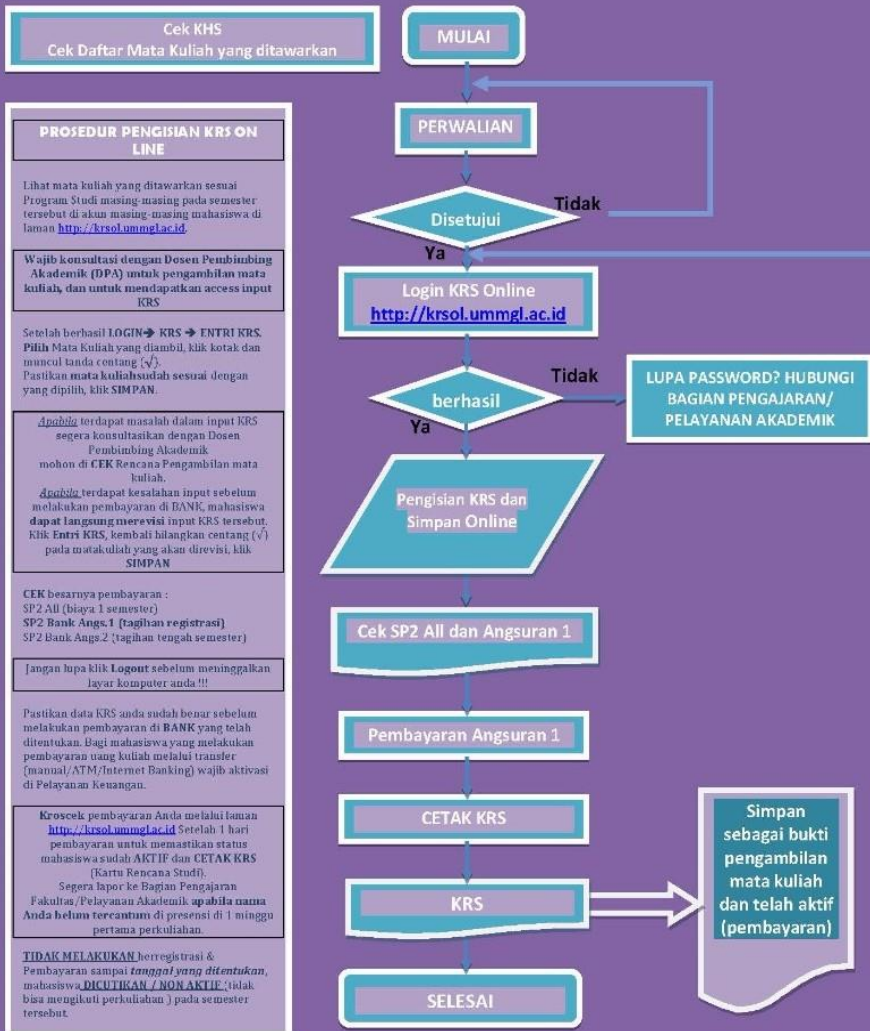 Cek KHS
Cek Daftar Mata Kuliah yang ditawarkan
PROSEDUR PENGISIAN KRS ON
LINE
Lihat mata kuliah yang ditawarkan sesuai
Program Studi masing-masing pada semester
tersebut di akun masing-masing mahasiswa di
laman http://krsol.ummgl.ac.id.
Wajib konsultasi dengan Dosen Pembimbing
Akademik (DPA) untuk pengambilan mata
kuliah, dan untuk mendapatkan access input
KRS
Setelah berhasil LOGIN➔ KRS ➔ ENTRI KRS.
Pilih Mata Kuliah yang diambil, klik kotak dan
muncul tanda centang (√).
Pastikan mata kuliahsudah sesuai dengan
yang dipilih, klik SIMPAN.
Apabila terdapat masalah dalam input KRS
segera konsultasikan dengan Dosen
Pembimbing Akademik
mohon di CEK Rencana Pengambilan mata
kuliah.
Apabila terdapat kesalahan input sebelum
melakukan pembayaran di BANK, mahasiswa
dapat langsung merevisi input KRS tersebut.
Klik Entri KRS, kembali hilangkan centang (√)
pada matakuliah yang akan direvisi, klik
SIMPAN
CEK besarnya pembayaran :
SP2 All (biaya 1 semester)
SP2 Bank Angs.1 (tagihan registrasi)
SP2 Bank Angs.2 (tagihan tengah semester)
Jangan lupa klik Logout sebelum meninggalkan
layar komputer anda !!!
Pastikan data KRS anda sudah benar sebelum
melakukan pembayaran di BANK yang telah
ditentukan. Bagi mahasiswa yang melakukan
pembayaran uang kuliah melalui transfer
(manual/ATM/Internet Banking) wajib aktivasi
di Pelayanan Keuangan.
Kroscek pembayaran Anda melalui laman
http://krsol.ummgl.ac.id Setelah 1 hari
pembayaran untuk memastikan status
mahasiswa sudah AKTIF dan CETAK KRS
(Kartu Rencana Studi).
Segera lapor ke Bagian Pengajaran
Fakultas/Pelayanan Akademik apabila nama
Anda belum tercantum di presensi di 1 minggu
pertama perkuliahan.
TIDAK MELAKUKAN herregistrasi &
Pembayaran sampai tanggal yang ditentukan,
mahasiswa DICUTIKAN / NON AKTIF (tidak
bisa mengikuti perkuliahan ) pada semester
tersebut.
MULAI
PERWALIAN
Disetujui
Tidak
Ya
Login KRS Online
http://krsol.ummgl.ac.id
berhasil
Tidak
Ya
LUPA PASSWORD? HUBUNGI
BAGIAN PENGAJARAN/
PELAYANAN AKADEMIK
Pengisian KRS dan
Simpan Online
Cek SP2 All dan Angsuran 1
Pembayaran Angsuran 1
CETAK KRS
KRS
Simpan
sebagai bukti
pengambilan
mata kuliah
dan telah aktif
(pembayaran)
SELESAI